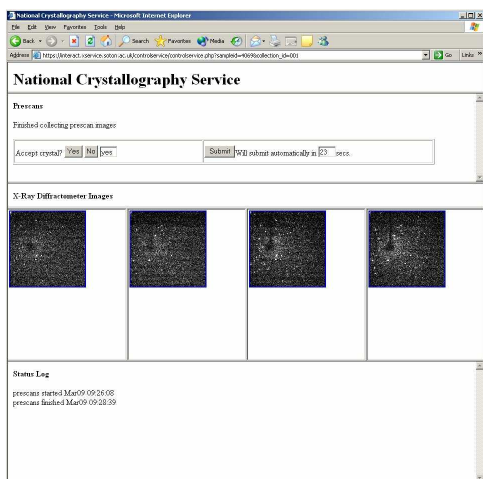 National Crystallography Service - Microsoft Internet Explorer
File Edit View Favorites Tools Help
Back Search Favorites Media
Address https://interact.xservice.soton.ac.uk/controlservice/controlservice.php?sampleid=4069&collection_id=001 Go Links »
National Crystallography Service
Prescans
Finished collecting prescan images
Accept crystal? Yes No yes Submit Will submit automatically in 23 secs.
X-Ray Diffractometer Images
Status Log
prescans started Mar09 09:26:08
prescans finished Mar09 09:28:39